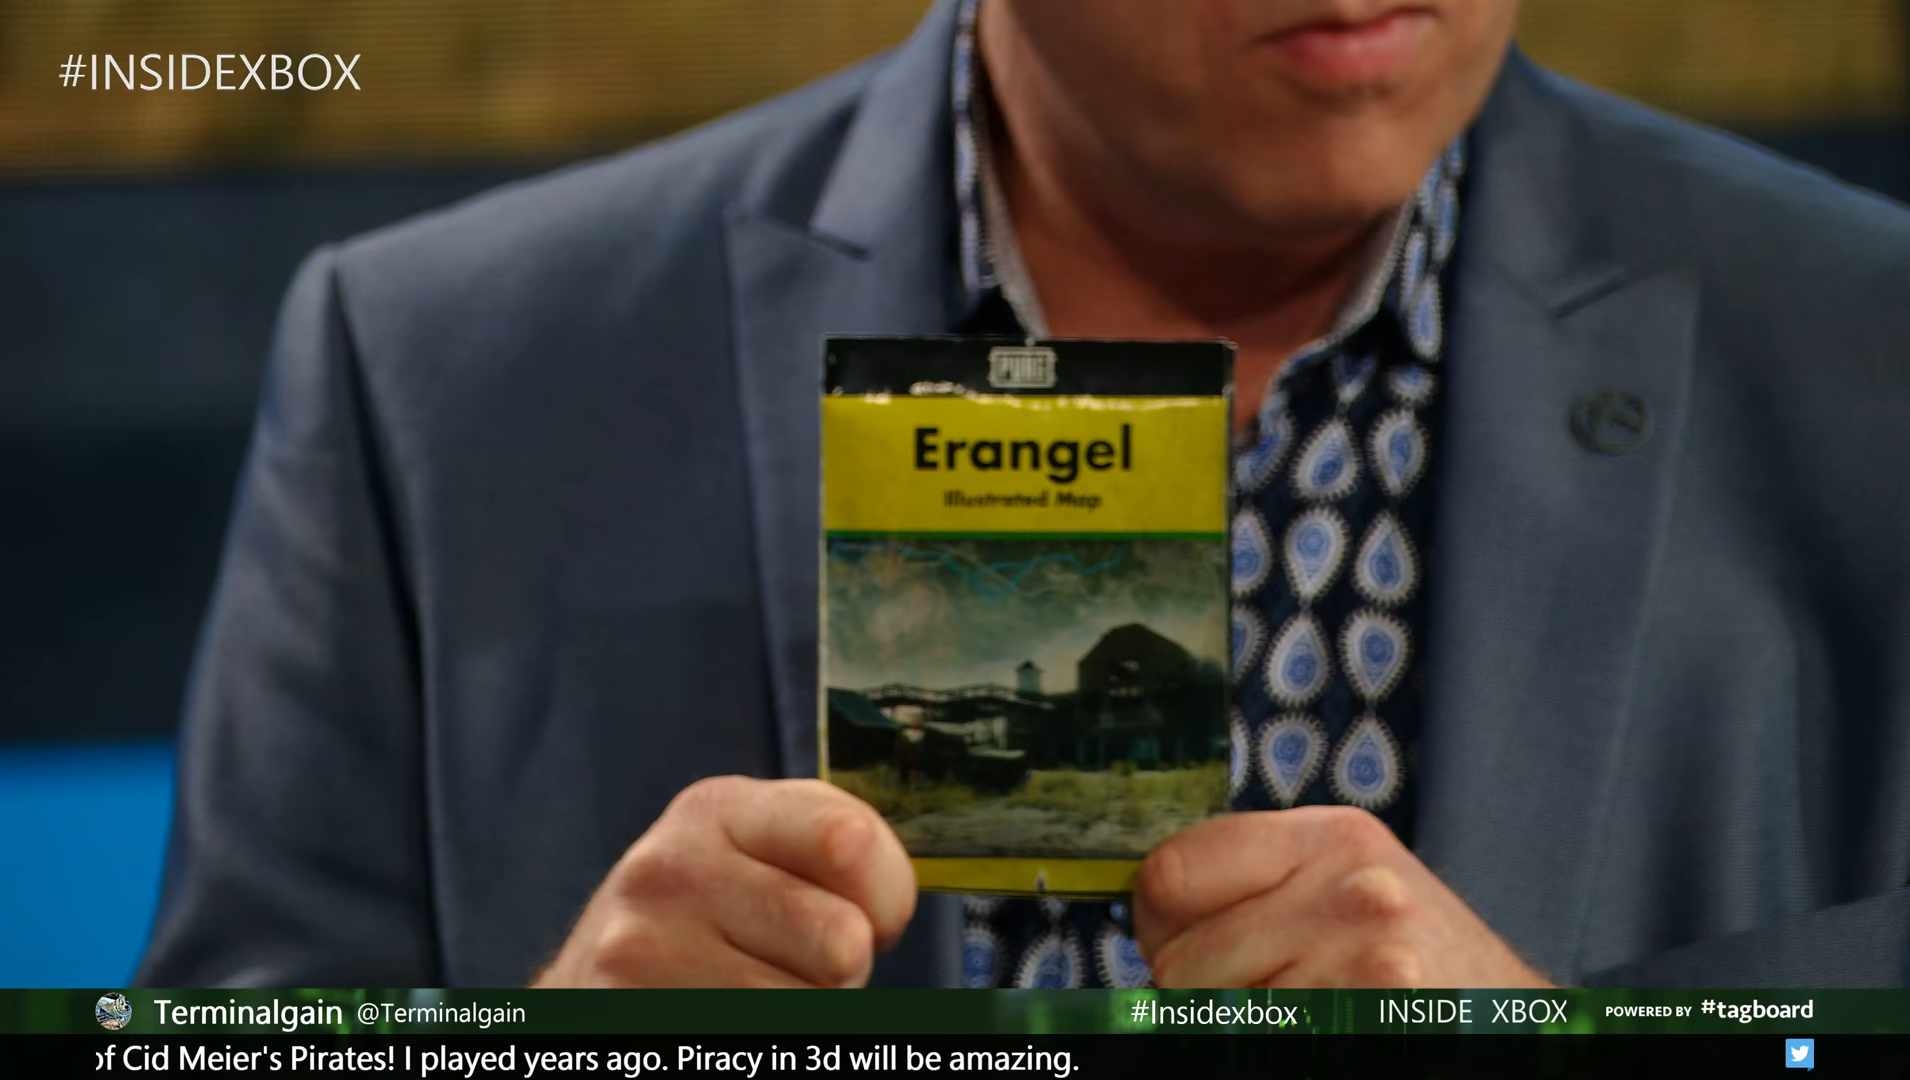 #INSIDEXBOX
PUBG
Erangel
Illustrated Map
Terminalgain @Terminalgain
#Insidexbox
INSIDE XBOX
POWERED BY #tagboard
of Cid Meier's Pirates! I played years ago. Piracy in 3d will be amazing.